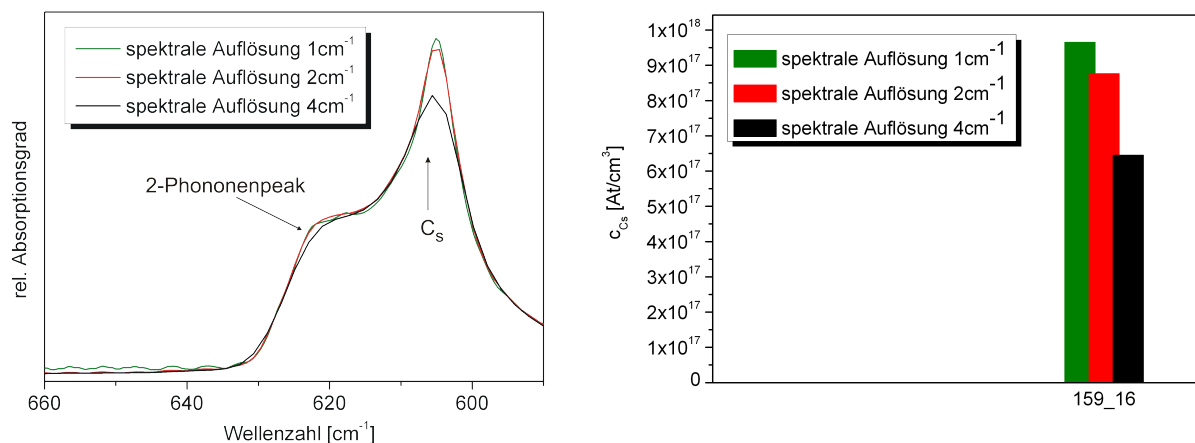 spektrale Auflösung 1cm⁻¹
spektrale Auflösung 2cm⁻¹
spektrale Auflösung 4cm⁻¹
2-Phononenpeak
C_s
rel. Absorptionsgrad
660
640
620
600
Wellenzahl [cm⁻¹]
spektrale Auflösung 1cm⁻¹
spektrale Auflösung 2cm⁻¹
spektrale Auflösung 4cm⁻¹
c_Cs [At/cm³]
1x10¹⁸
9x10¹⁷
8x10¹⁷
7x10¹⁷
6x10¹⁷
5x10¹⁷
4x10¹⁷
3x10¹⁷
2x10¹⁷
1x10¹⁷
0
159_16